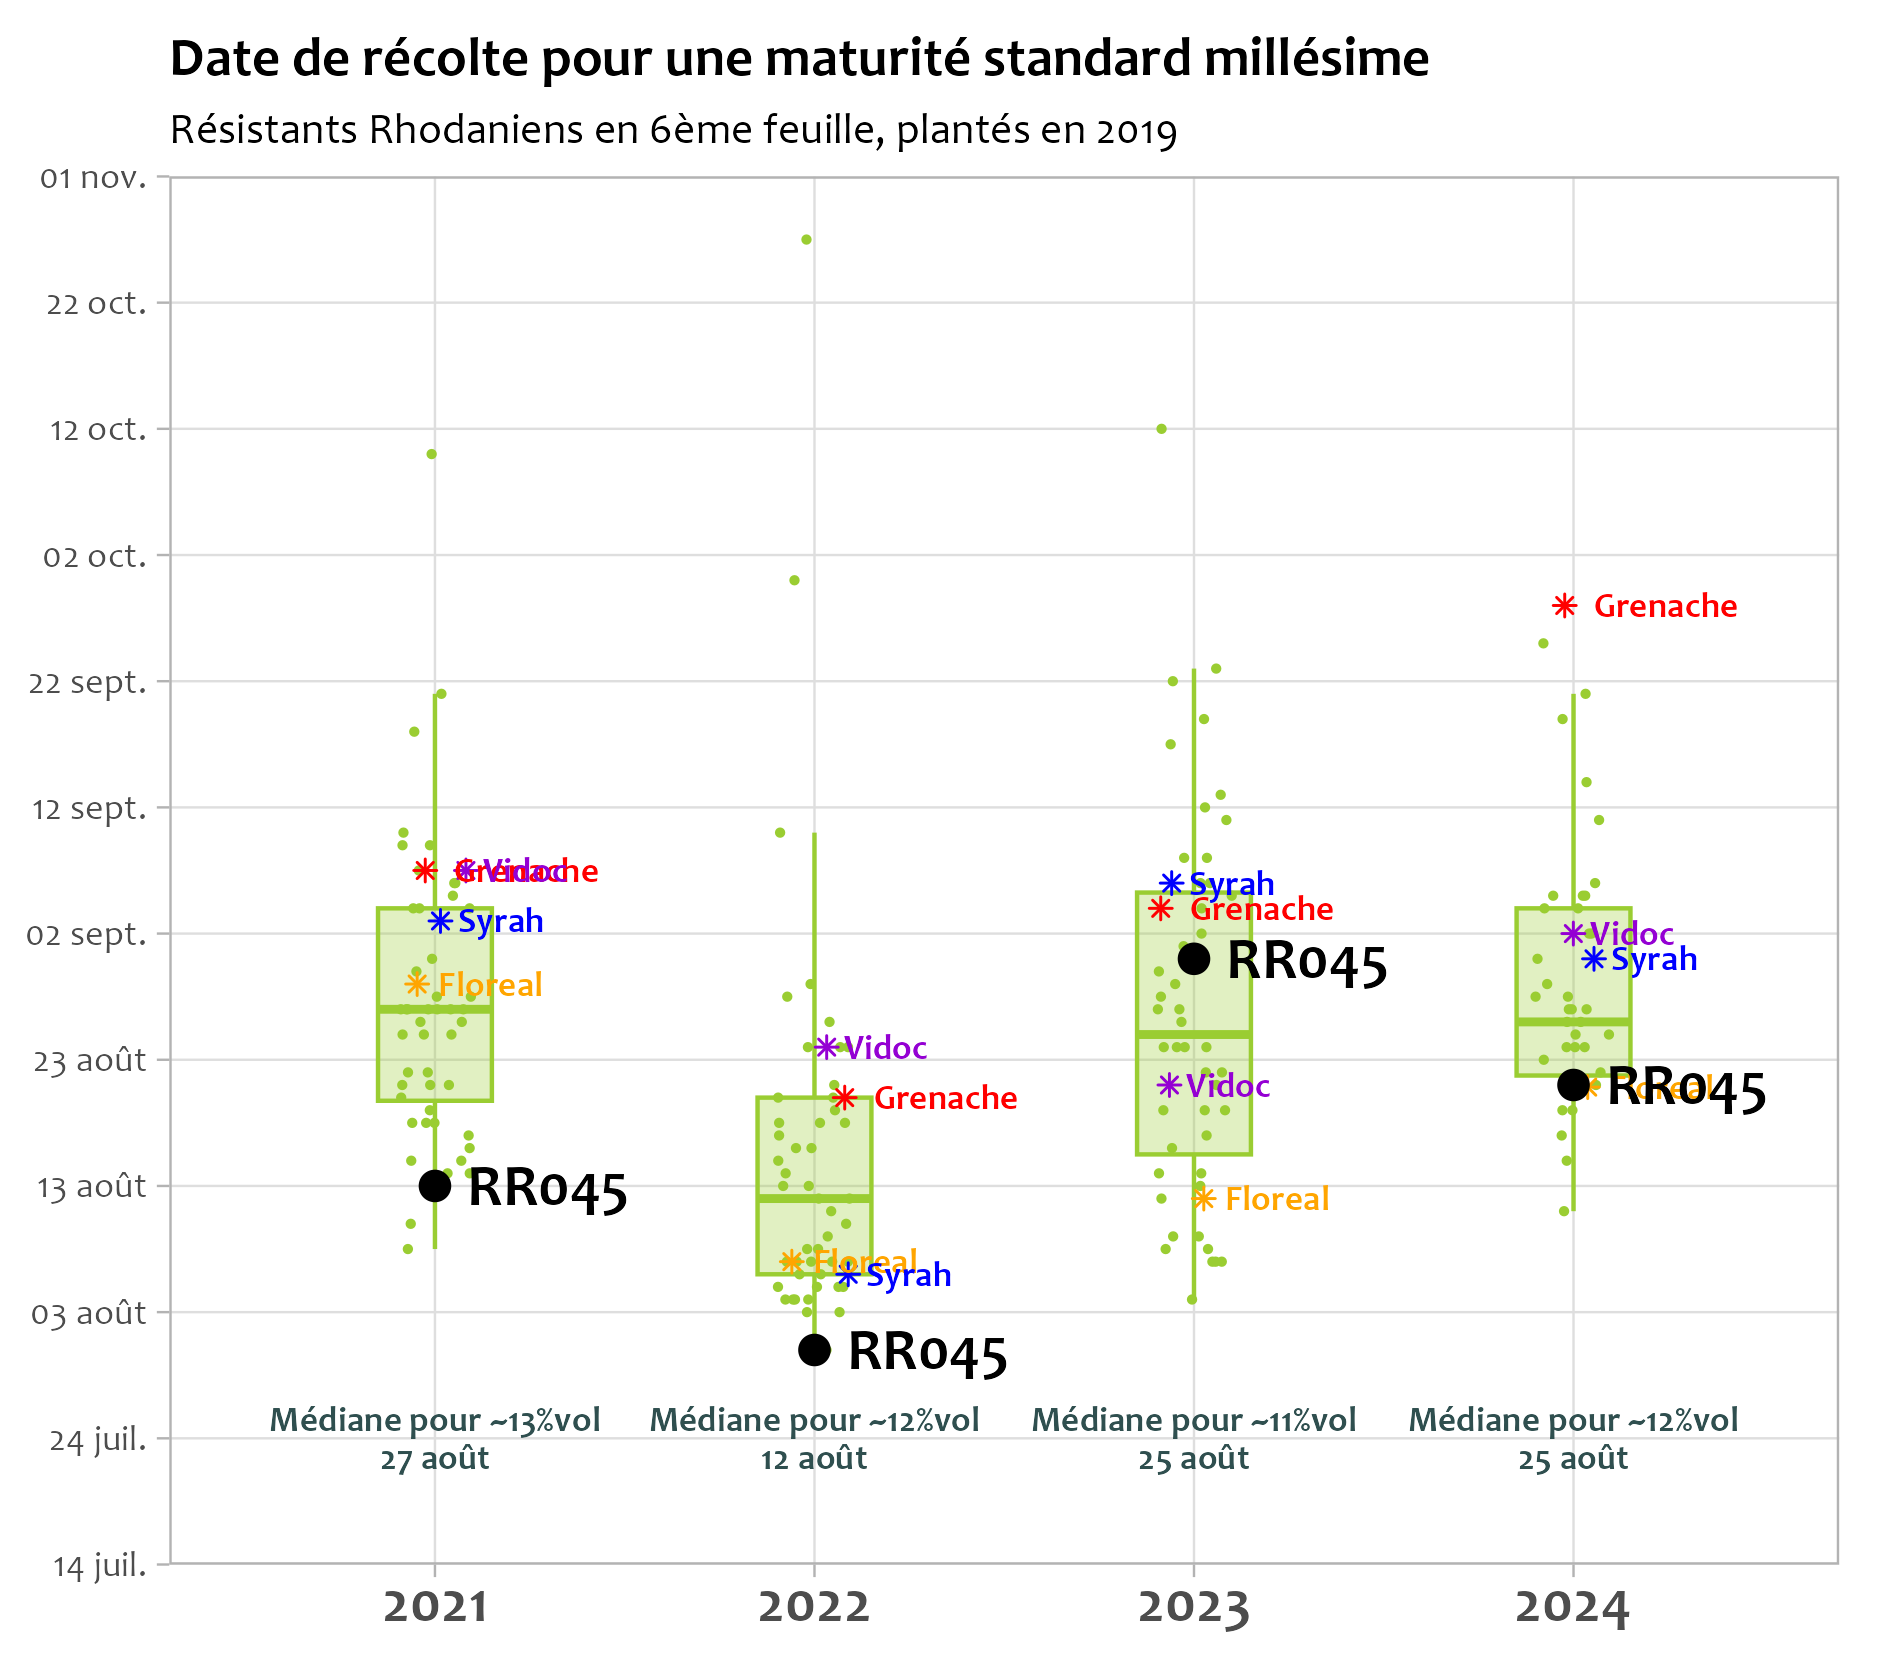 Date de récolte pour une maturité standard millésime
Résistants Rhodaniens en 6ème feuille, plantés en 2019
01 nov.
22 oct.
12 oct.
02 oct.
22 sept.
12 sept.
02 sept.
23 août
13 août
03 août
24 juil.
14 juil.
Grenache
Vidoc
Syrah
Floreal
RR045
Médiane pour ~13%vol
27 août
Vidoc
Grenache
Floreal
Syrah
RR045
Médiane pour ~12%vol
12 août
Syrah
Grenache
RR045
Vidoc
Floreal
Médiane pour ~11%vol
25 août
Grenache
Vidoc
Syrah
RR045
Floreal
Médiane pour ~12%vol
25 août
2021
2022
2023
2024